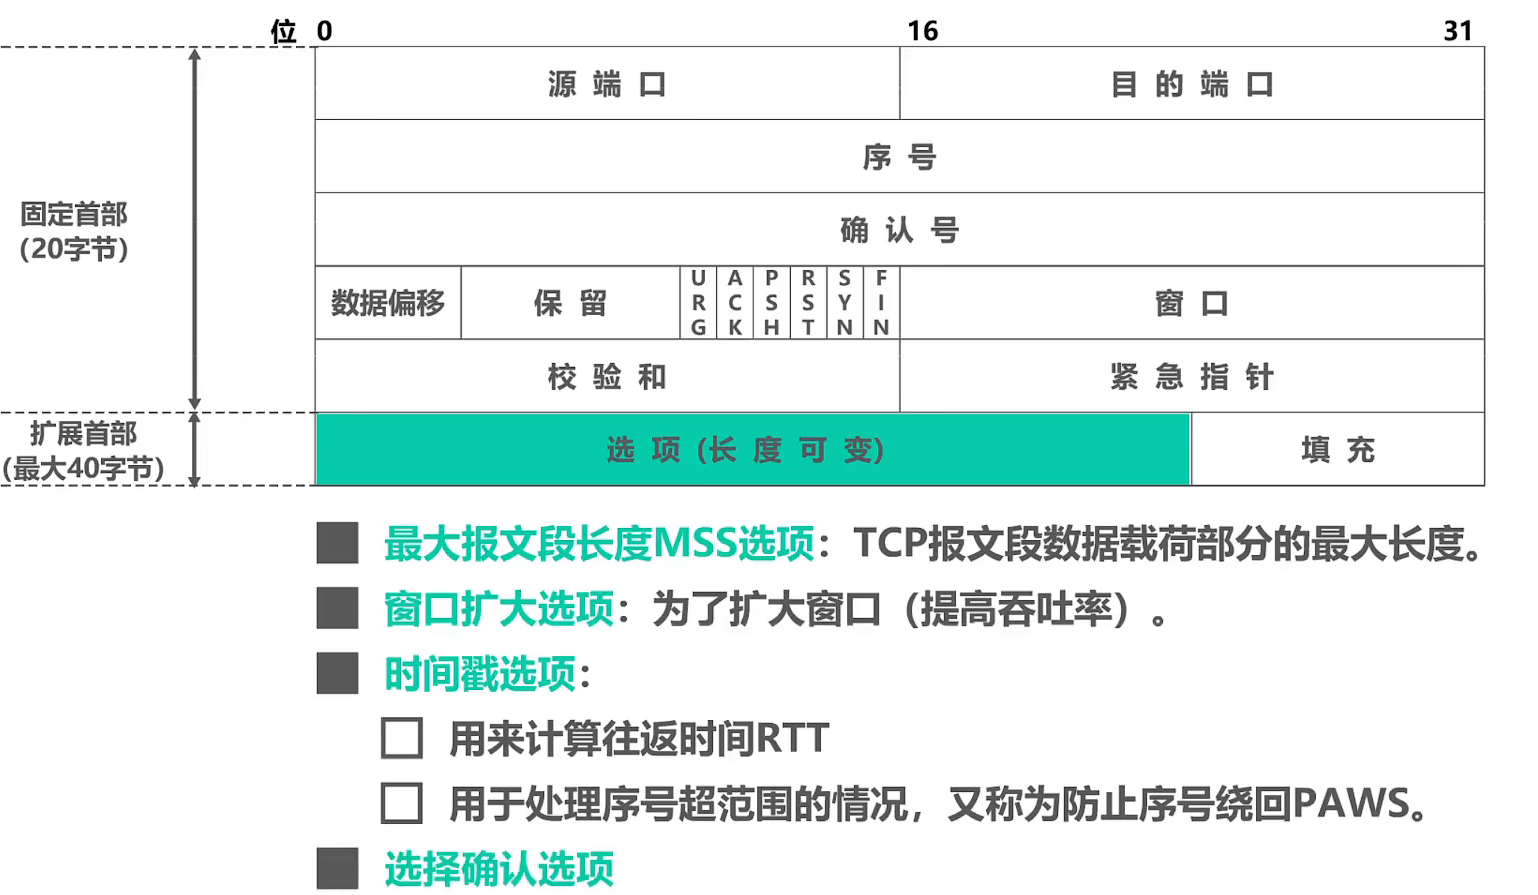 位 0 16 31
源 端 口 目 的 端 口
序 号
确 认 号
固定首部
(20字节)
数据偏移 保 留 URG ACK PSH RST SYN FIN 窗 口
校 验 和 紧 急 指 针
扩展首部
(最大40字节)
选 项 (长 度 可 变) 填 充
最大报文段长度MSS选项：TCP报文段数据载荷部分的最大长度。
窗口扩大选项：为了扩大窗口（提高吞吐率）。
时间戳选项：
用来计算往返时间RTT
用于处理序号超范围的情况，又称为防止序号绕回PAWS。
选择确认选项